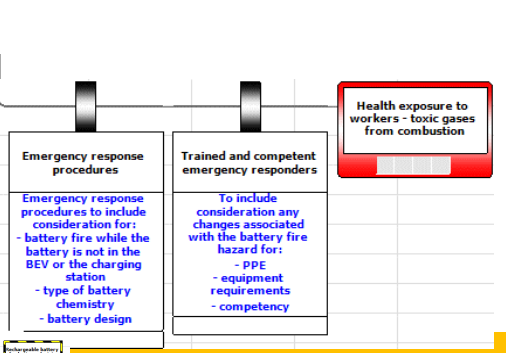 Emergency response
procedures
Emergency response
procedures to include
consideration for:
- battery fire while the
battery is not in the
BEV or the charging
station
- type of battery
chemistry
- battery design
Trained and competent
emergency responders
To include
consideration any
changes associated
with the battery fire
hazard for:
- PPE
- equipment
requirements
- competency
Health exposure to
workers - toxic gases
from combustion
Rechargeable battery